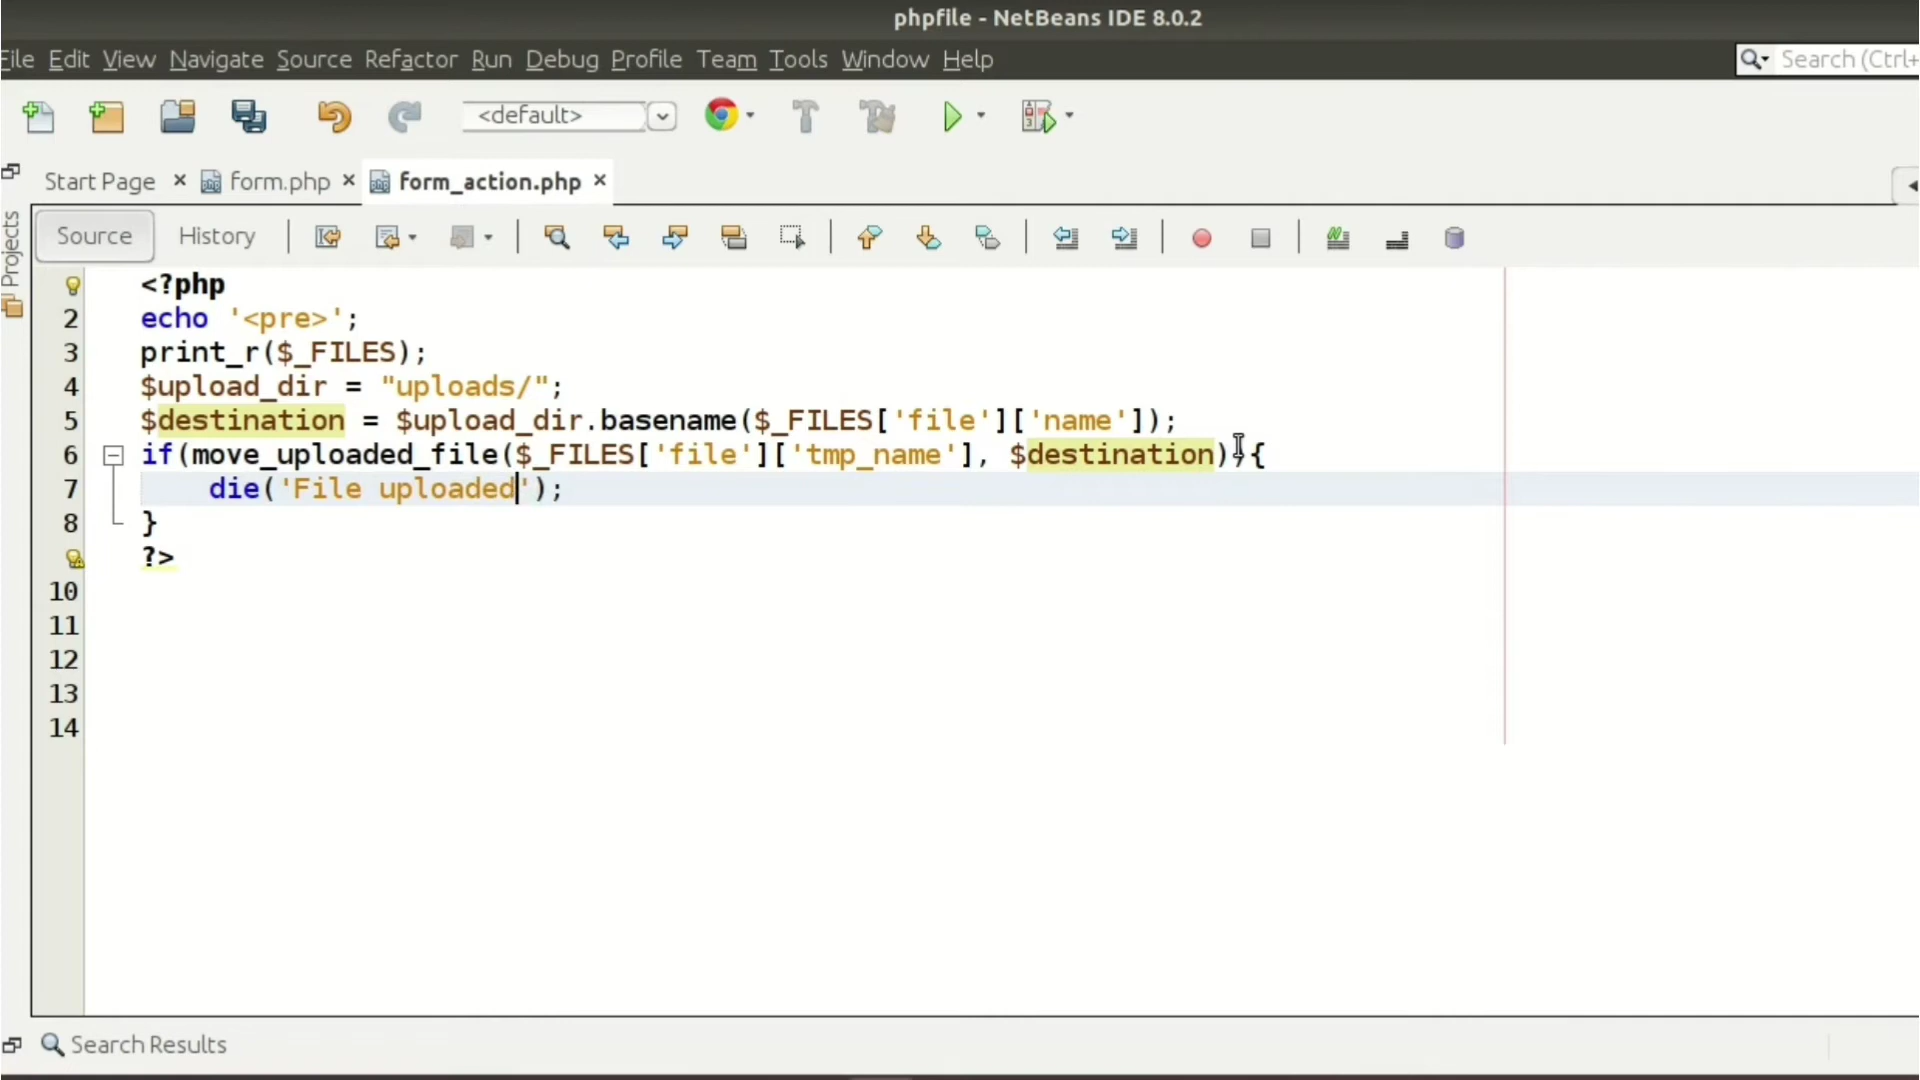 phpfile - NetBeans IDE 8.0.2
File Edit View Navigate Source Refactor Run Debug Profile Team Tools Window Help
Search (Ctrl+
<default>
Start Page
form.php
form_action.php
Projects
Source History
<?php
2 echo '<pre>';
3 print_r($_FILES);
4 $upload_dir = "uploads/";
5 $destination = $upload_dir.basename($_FILES['file']['name']);
6 if(move_uploaded_file($_FILES['file']['tmp_name'], $destination)){
7 die('File uploaded');
8 }
?>
10
11
12
13
14
Search Results